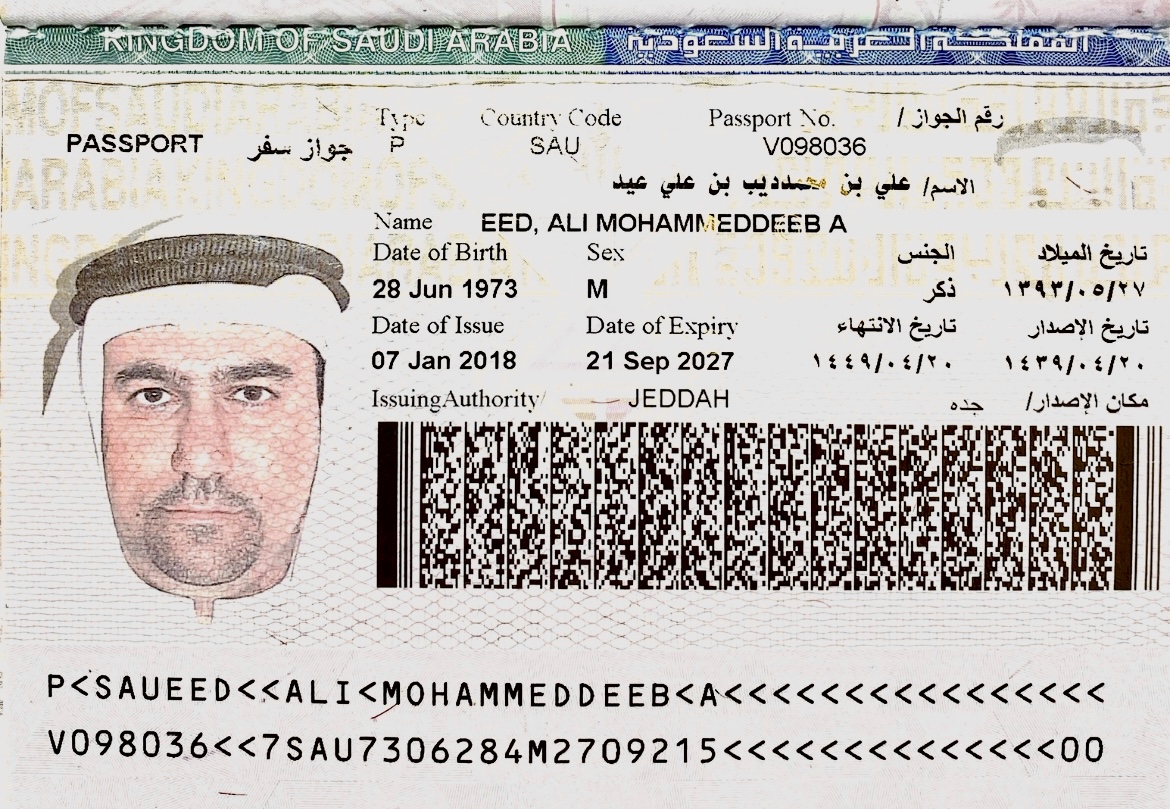 KINGDOM OF SAUDI ARABIA المملكة العربية السعودية
Type Country Code Passport No. رقم الجواز /
PASSPORT جواز سفر P SAU V098036
الاسم/ علي بن محمدديب بن علي عيد
Name EED, ALI MOHAMMEDDEEB A
Date of Birth Sex الجنس تاريخ الميلاد
28 Jun 1973 M ذكر ١٣٩٣/٠٥/٢٧
Date of Issue Date of Expiry تاريخ الانتهاء تاريخ الإصدار
07 Jan 2018 21 Sep 2027 ١٤٤٩/٠٤/٢٠ ١٤٣٩/٠٤/٢٠
IssuingAuthority/ JEDDAH جده مكان الإصدار/
P<SAUEED<<ALI<MOHAMMEDDEEB<A<<<<<<<<<<<<<<<<
V098036<<7SAU7306284M2709215<<<<<<<<<<<<<<00